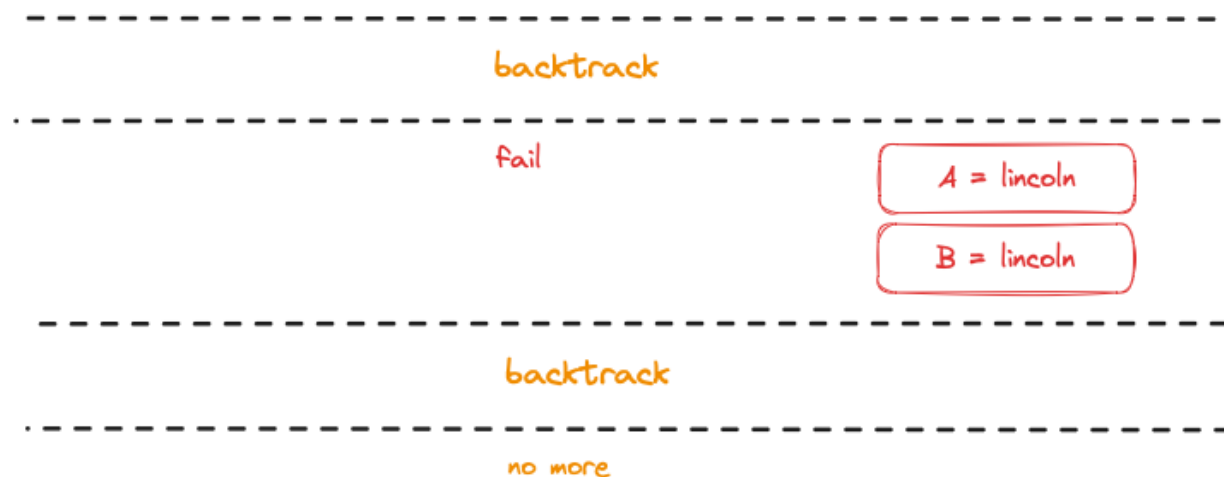 backtrack
fail
A = lincoln
B = lincoln
backtrack
no more